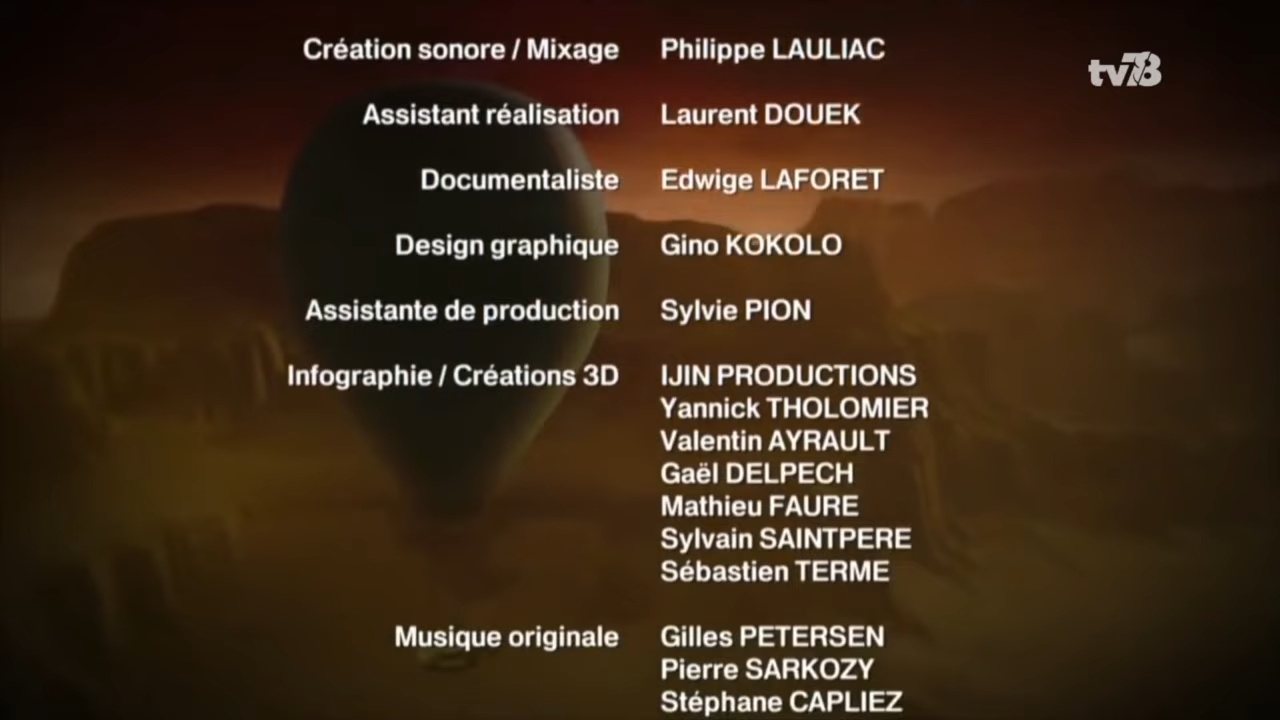 Création sonore / Mixage Philippe LAULIAC
tv78
Assistant réalisation Laurent DOUEK
Documentaliste Edwige LAFORET
Design graphique Gino KOKOLO
Assistante de production Sylvie PION
Infographie / Créations 3D IJIN PRODUCTIONS
Yannick THOLOMIER
Valentin AYRAULT
Gaël DELPECH
Mathieu FAURE
Sylvain SAINTPERE
Sébastien TERME
Musique originale Gilles PETERSEN
Pierre SARKOZY
Stéphane CAPLIEZ